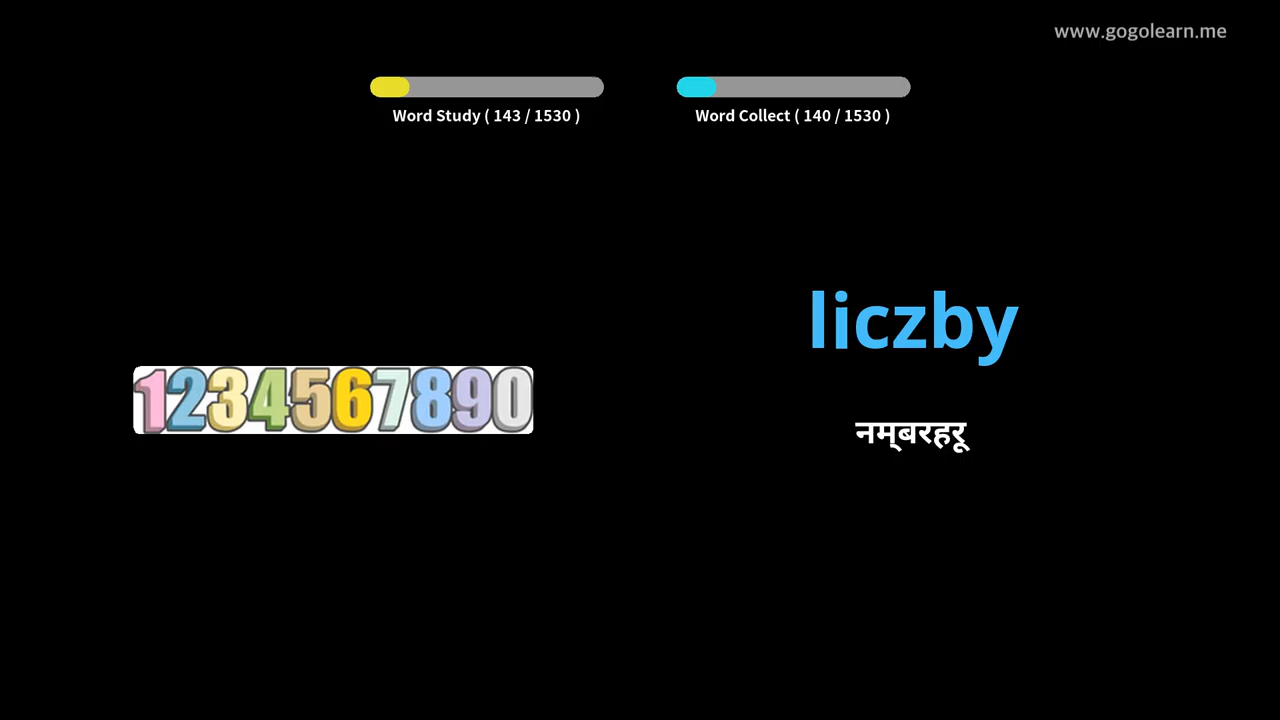 www.gogolearn.me
Word Study ( 143 / 1530 )
Word Collect ( 140 / 1530 )
liczby
1234567890
नम्बरहरू